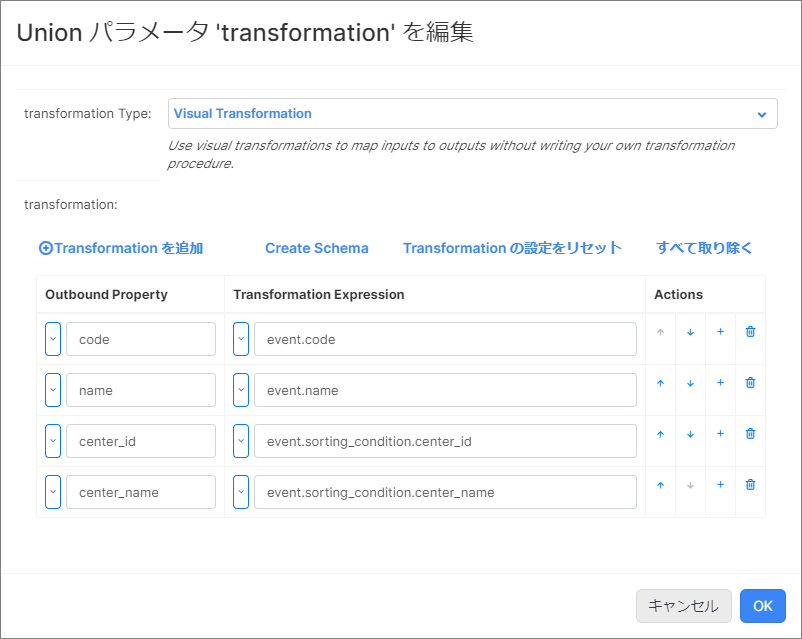 Union パラメータ 'transformation' を編集
transformation Type:
Visual Transformation
Use visual transformations to map inputs to outputs without writing your own transformation
procedure.
transformation:
Transformation を追加 Create Schema Transformation の設定をリセット すべて取り除く
Outbound Property Transformation Expression Actions
code event.code
name event.name
center_id event.sorting_condition.center_id
center_name event.sorting_condition.center_name
キャンセル OK